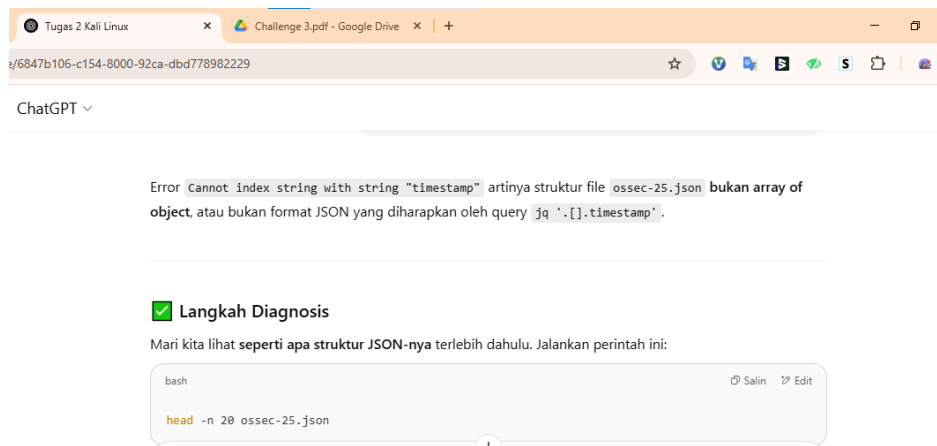 Tugas 2 Kali Linux
Challenge 3.pdf - Google Drive
e/6847b106-c154-8000-92ca-dbd778982229
ChatGPT
Error Cannot index string with string "timestamp" artinya struktur file ossec-25.json bukan array of
object, atau bukan format JSON yang diharapkan oleh query jq '.[].timestamp'.
Langkah Diagnosis
Mari kita lihat seperti apa struktur JSON-nya terlebih dahulu. Jalankan perintah ini:
bash Salin Edit
head -n 20 ossec-25.json